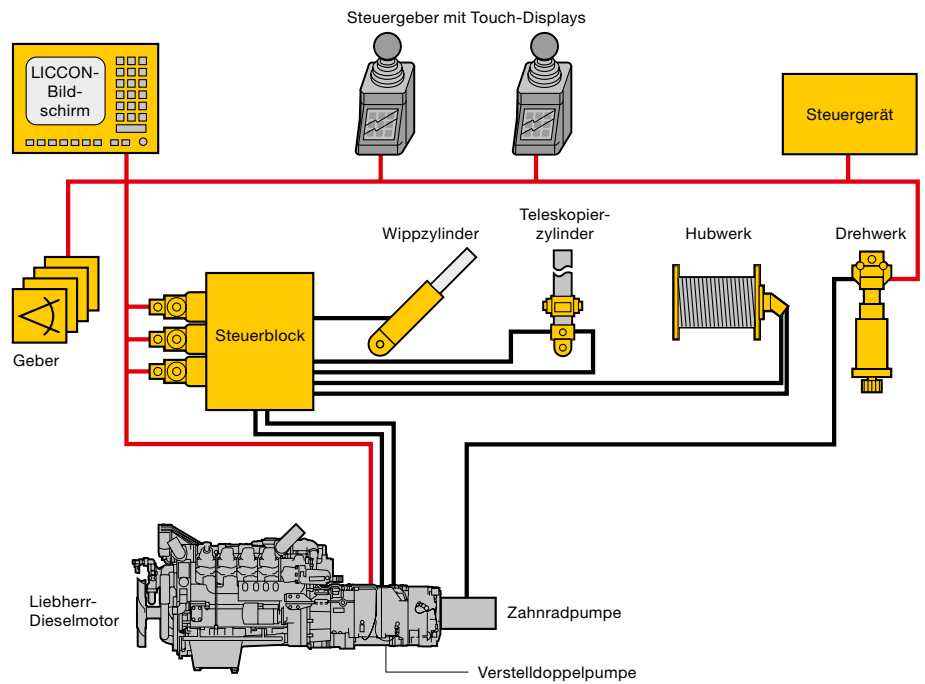 Steuergeber mit Touch-Displays
LICCON-
Bild-
schirm
Steuergerät
Wippzylinder
Teleskopier-
zylinder
Hubwerk
Drehwerk
Geber
Steuerblock
Liebherr-
Dieselmotor
Zahnradpumpe
Verstelldoppelpumpe